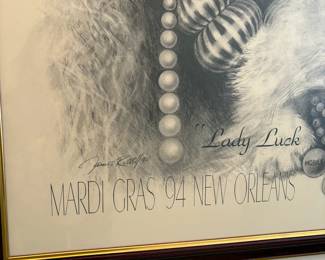 "Lady Luck
MARDI GRAS '94 NEW ORLEANS